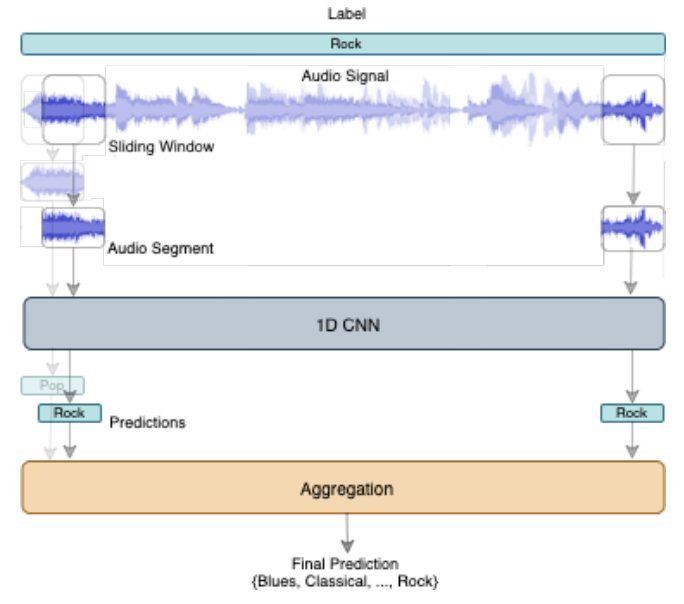 Label
Rock
Audio Signal
Sliding Window
Audio Segment
1D CNN
Pop
Rock
Predictions
Rock
Aggregation
Final Prediction
{Blues, Classical, ..., Rock}